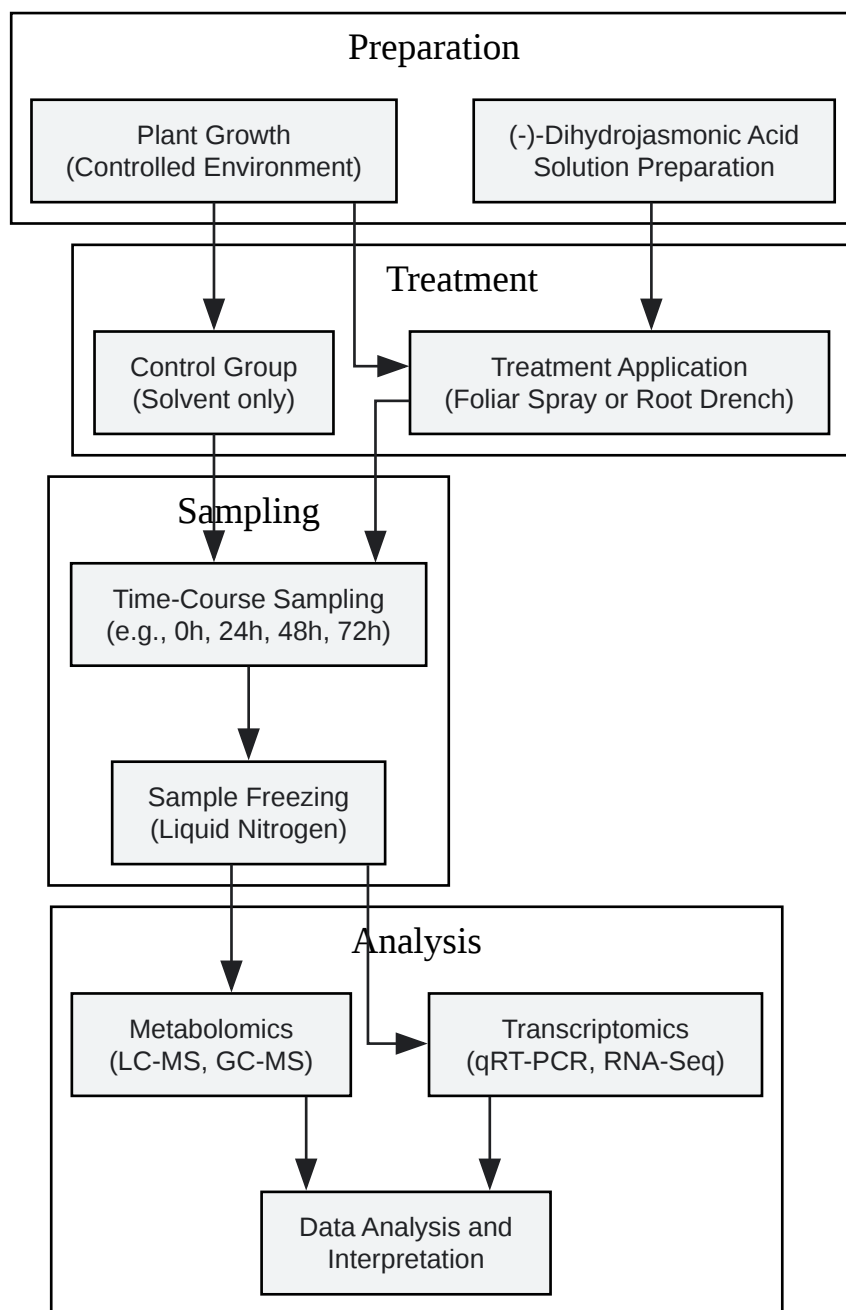 Preparation
Plant Growth
(Controlled Environment)
(-)-Dihydrojasmonic Acid
Solution Preparation
Treatment
Control Group
(Solvent only)
Treatment Application
(Foliar Spray or Root Drench)
Sampling
Time-Course Sampling
(e.g., 0h, 24h, 48h, 72h)
Sample Freezing
(Liquid Nitrogen)
Analysis
Metabolomics
(LC-MS, GC-MS)
Transcriptomics
(qRT-PCR, RNA-Seq)
Data Analysis and
Interpretation